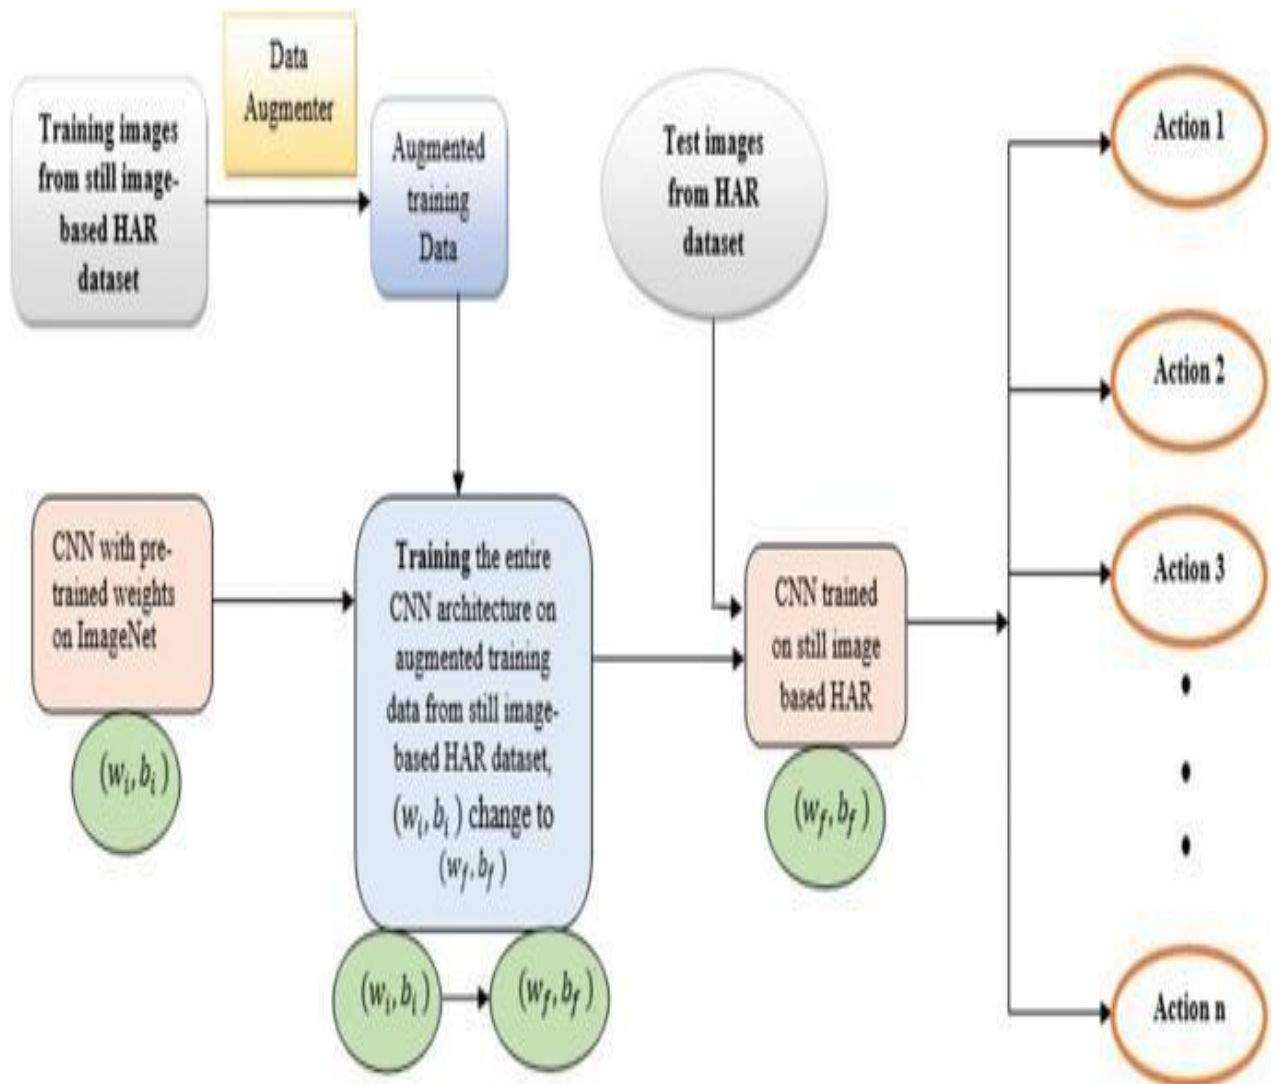 Data
Augmenter
Training images
from still image-
based HAR
dataset
Augmented
training
Data
Test images
from HAR
dataset
Action 1
Action 2
Action 3
Action n
CNN with pre-
trained weights
on ImageNet
(w_i, b_i)
Training the entire
CNN architecture on
augmented training
data from still image-
based HAR dataset,
(w_i, b_i) change to
(w_f, b_f)
(w_i, b_i)
(w_f, b_f)
CNN trained
on still image
based HAR
(w_f, b_f)